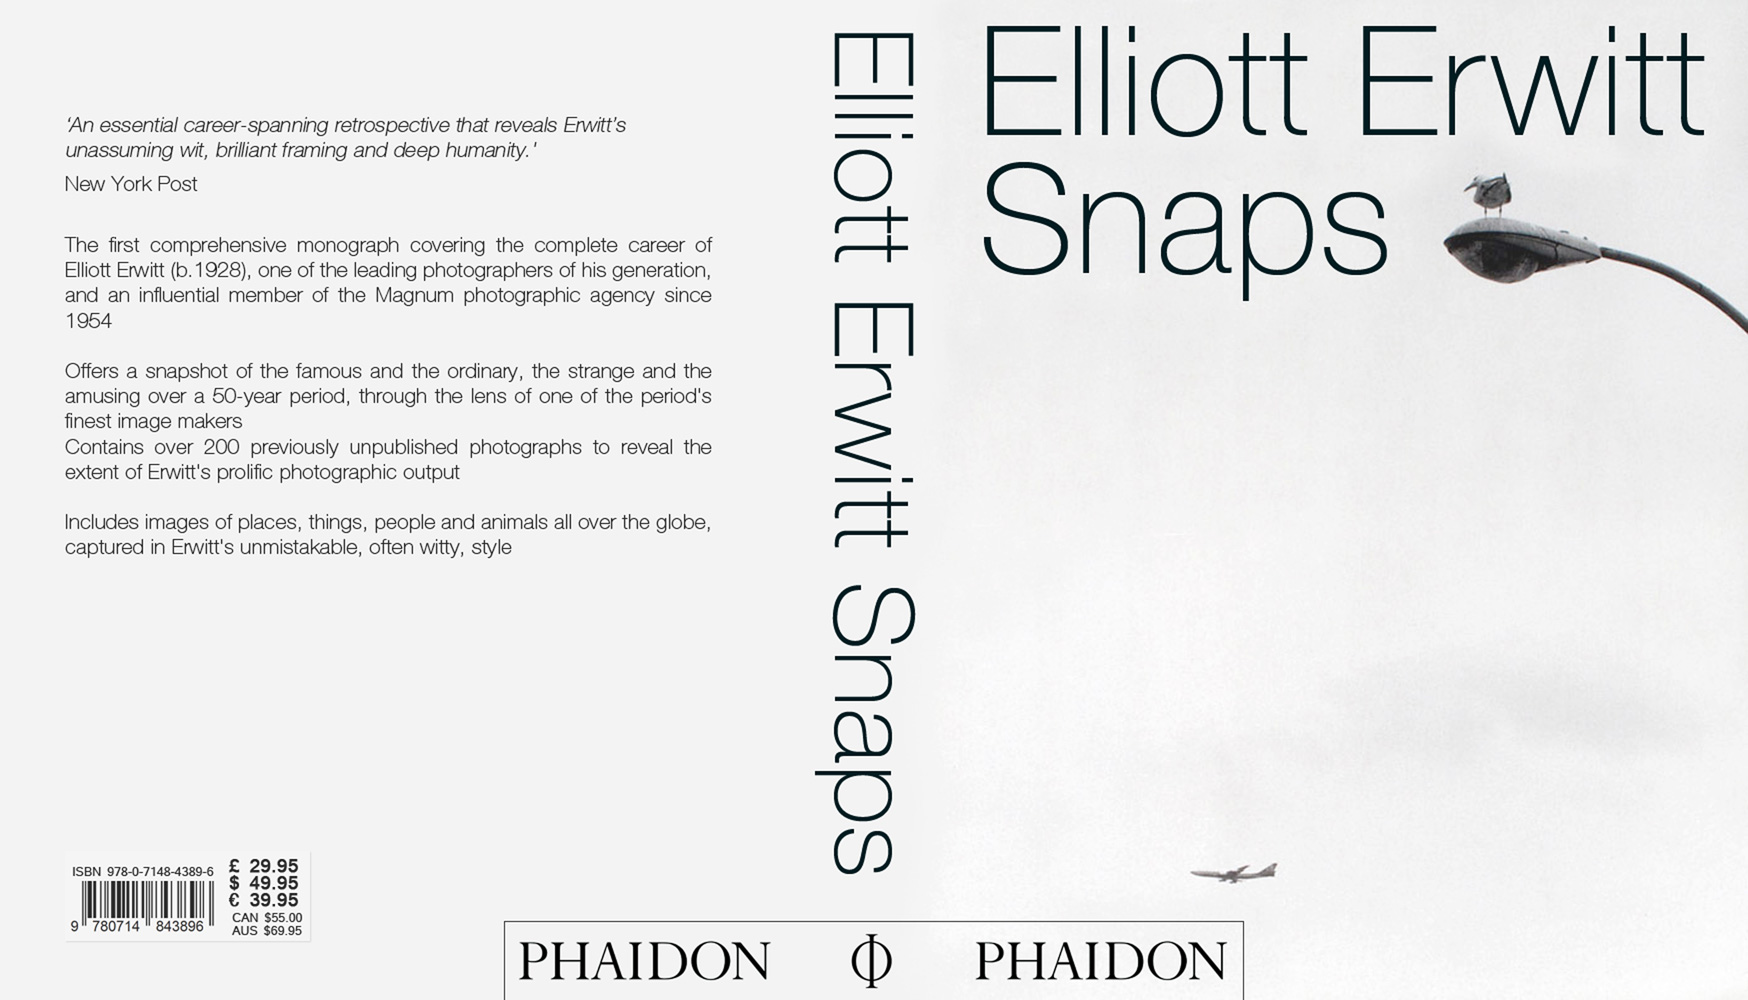 ‘An essential career-spanning retrospective that reveals Erwitt’s
unassuming wit, brilliant framing and deep humanity.'
New York Post
The first comprehensive monograph covering the complete career of
Elliott Erwitt (b.1928), one of the leading photographers of his generation,
and an influential member of the Magnum photographic agency since
1954
Offers a snapshot of the famous and the ordinary, the strange and the
amusing over a 50-year period, through the lens of one of the period's
finest image makers
Contains over 200 previously unpublished photographs to reveal the
extent of Erwitt's prolific photographic output
Includes images of places, things, people and animals all over the globe,
captured in Erwitt's unmistakable, often witty, style
ISBN 978-0-7148-4389-6
9 780714 843896
£ 29.95
$ 49.95
€ 39.95
CAN $55.00
AUS $69.95
Elliott Erwitt Snaps
Elliott Erwitt
Snaps
PHAIDON Φ PHAIDON